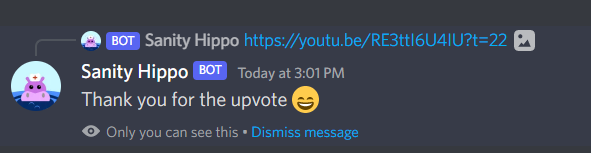 BOT Sanity Hippo https://youtu.be/RE3ttI6U4IU?t=22
Sanity Hippo BOT Today at 3:01 PM
Thank you for the upvote
Only you can see this • Dismiss message